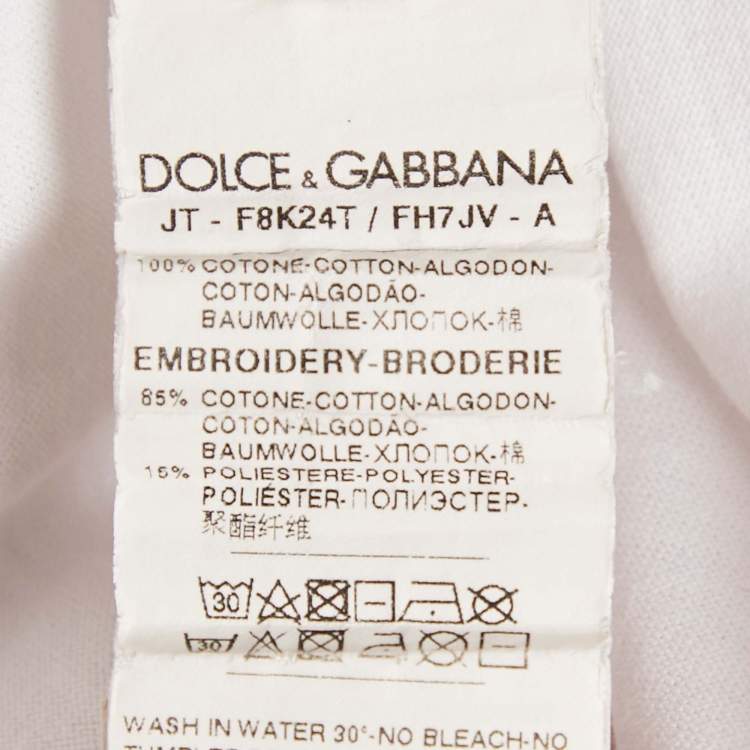 DOLCE & GABBANA
JT - F8K24T / FH7JV - A
100% COTONE-COTTON-ALGODON-
COTON-ALGODÃO-
BAUMWOLLE-ХЛОПОК-棉
EMBROIDERY-BRODERIE
85% COTONE-COTTON-ALGODON-
COTON-ALGODÃO-
BAUMWOLLE-ХЛОПОК-棉
15% POLIESTERE-POLYESTER-
POLIÉSTER-ПОЛИЭСТЕР-
聚酯纤维
30
30
WASH IN WATER 30°-NO BLEACH-NO